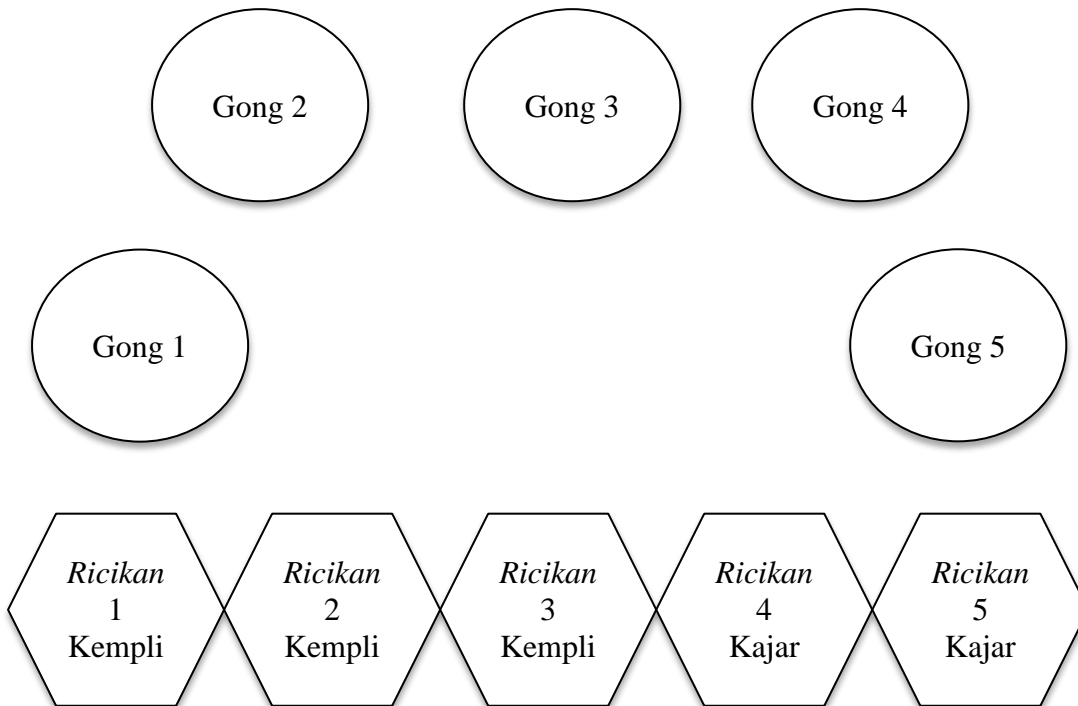 Gong 2
Gong 3
Gong 4
Gong 1
Gong 5
Ricikan
1
Kempli
Ricikan
2
Kempli
Ricikan
3
Kempli
Ricikan
4
Kajar
Ricikan
5
Kajar